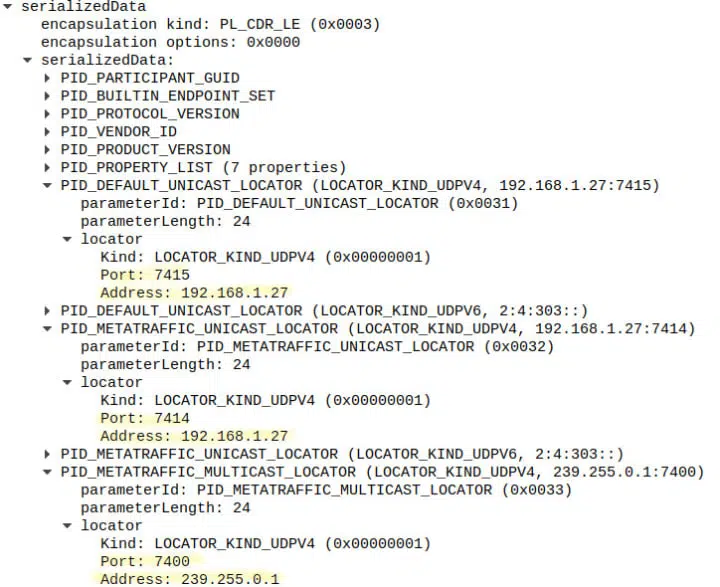 serializedData
encapsulation kind: PL_CDR_LE (0x0003)
encapsulation options: 0x0000
serializedData:
PID_PARTICIPANT_GUID
PID_BUILTIN_ENDPOINT_SET
PID_PROTOCOL_VERSION
PID_VENDOR_ID
PID_PRODUCT_VERSION
PID_PROPERTY_LIST (7 properties)
PID_DEFAULT_UNICAST_LOCATOR (LOCATOR_KIND_UDPV4, 192.168.1.27:7415)
parameterId: PID_DEFAULT_UNICAST_LOCATOR (0x0031)
parameterLength: 24
locator
Kind: LOCATOR_KIND_UDPV4 (0x00000001)
Port: 7415
Address: 192.168.1.27
PID_DEFAULT_UNICAST_LOCATOR (LOCATOR_KIND_UDPV6, 2:4:303::)
PID_METATRAFFIC_UNICAST_LOCATOR (LOCATOR_KIND_UDPV4, 192.168.1.27:7414)
parameterId: PID_METATRAFFIC_UNICAST_LOCATOR (0x0032)
parameterLength: 24
locator
Kind: LOCATOR_KIND_UDPV4 (0x00000001)
Port: 7414
Address: 192.168.1.27
PID_METATRAFFIC_UNICAST_LOCATOR (LOCATOR_KIND_UDPV6, 2:4:303::)
PID_METATRAFFIC_MULTICAST_LOCATOR (LOCATOR_KIND_UDPV4, 239.255.0.1:7400)
parameterId: PID_METATRAFFIC_MULTICAST_LOCATOR (0x0033)
parameterLength: 24
locator
Kind: LOCATOR_KIND_UDPV4 (0x00000001)
Port: 7400
Address: 239.255.0.1